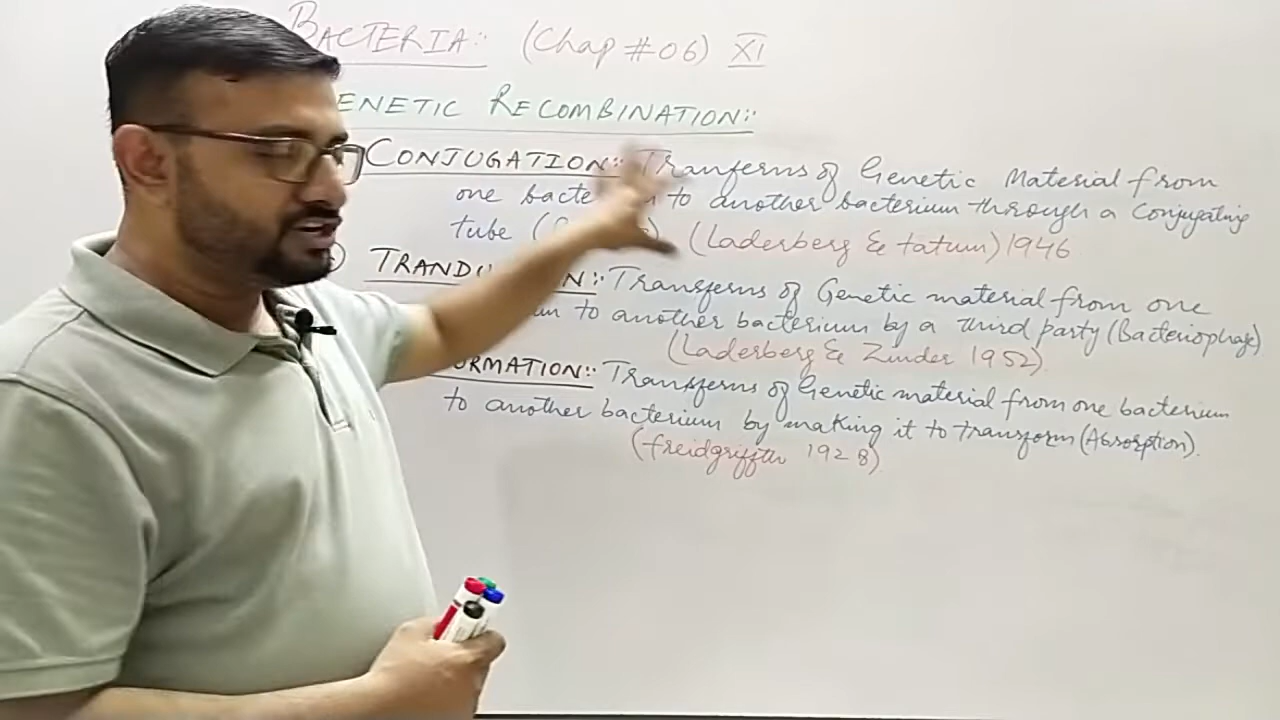 BACTERIA:: (Chap #06) XI
ENETIC RECOMBINATION::
CONJUGATION:: Tranferns of Genetic Material from
one bacte to another bacterium through a Conjugating
tube ( ) (Laderberg & tatum) 1946
TRANDU N:: Transferns of Genetic material from one
um to another bacterium by a third party (Bacteriophage)
(Laderberg & Zinder 1952)
ORMATION:: Transferns of Genetic material from one bacterium
to another bacterium by making it to transform (Absorption).
(freidgriffth 1928)